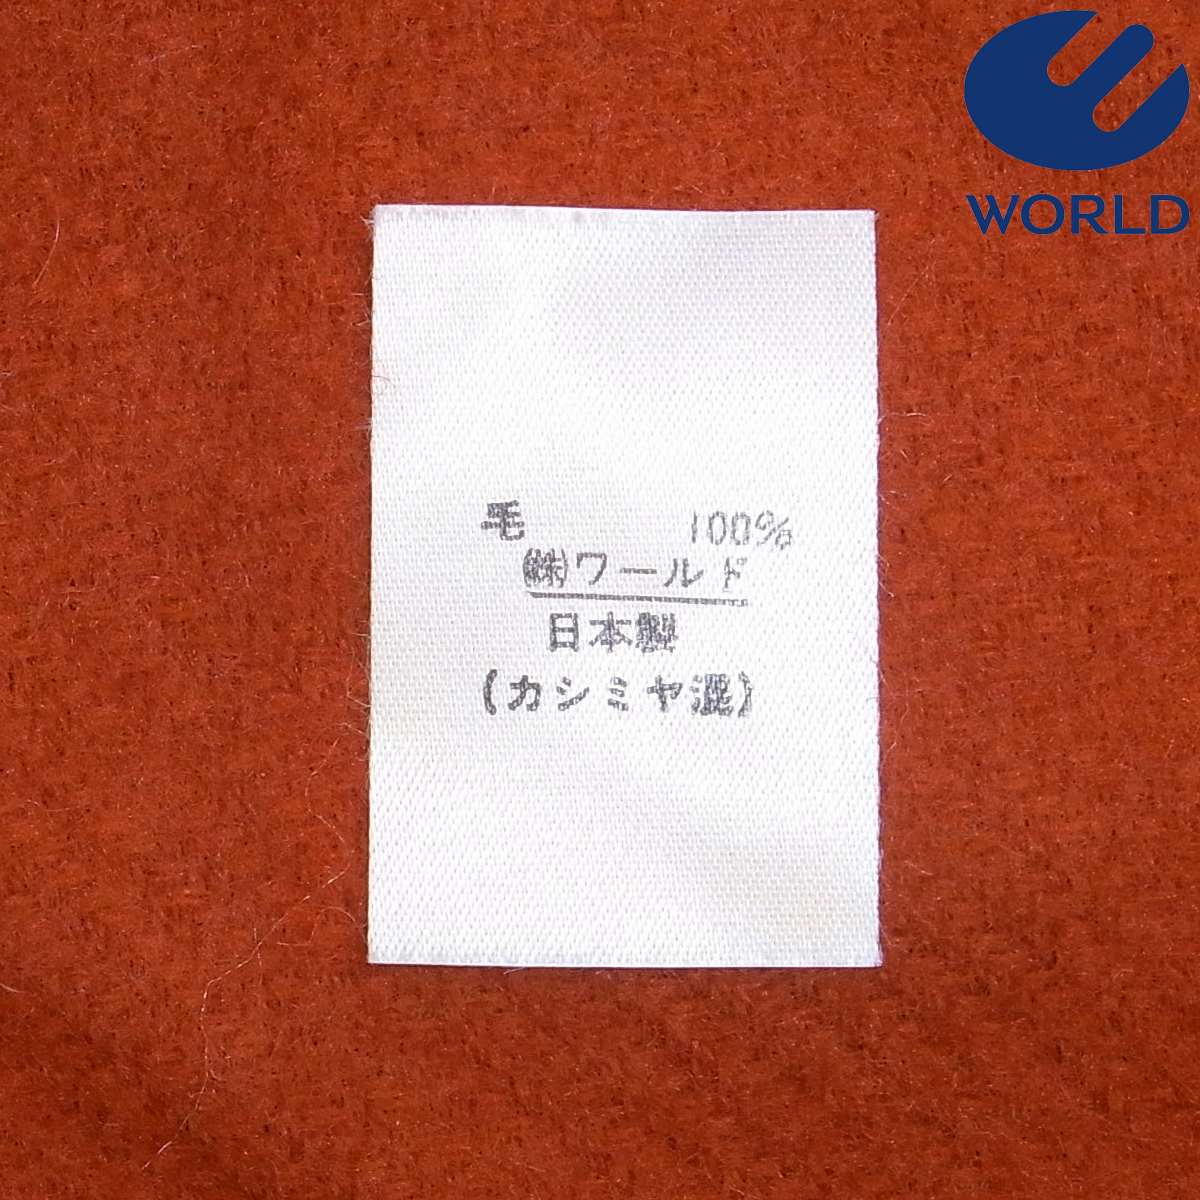 WORLD
毛 100%
㈱ワールド
日本製
(カシミヤ混)